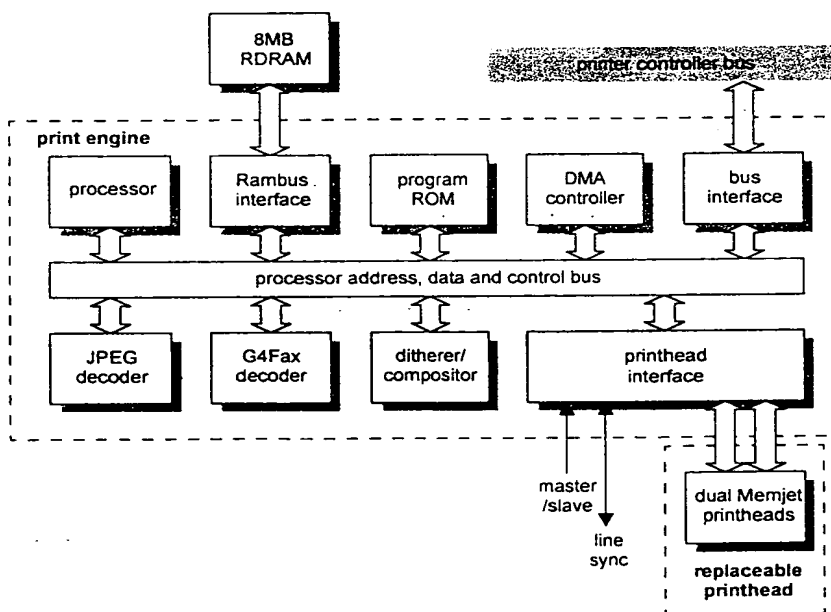 8MB
RDRAM
printer controller bus
print engine
processor
Rambus
interface
program
ROM
DMA
controller
bus
interface
processor address, data and control bus
JPEG
decoder
G4Fax
decoder
ditherer/
compositor
printhead
interface
master
/slave
line
sync
dual Memjet
printheads
replaceable
printhead